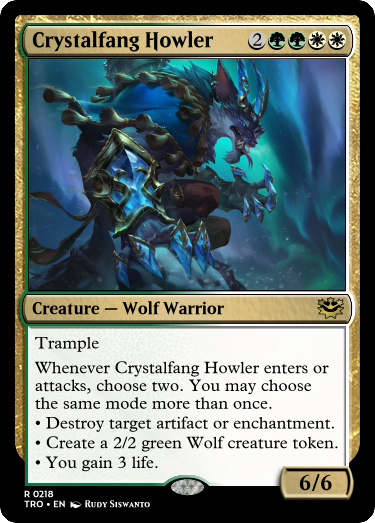 Crystalfang Howler 2
Creature — Wolf Warrior
Trample
Whenever Crystalfang Howler enters or
attacks, choose two. You may choose
the same mode more than once.
• Destroy target artifact or enchantment.
• Create a 2/2 green Wolf creature token.
• You gain 3 life.
6/6
R 0218
TRO • EN Rudy Siswanto